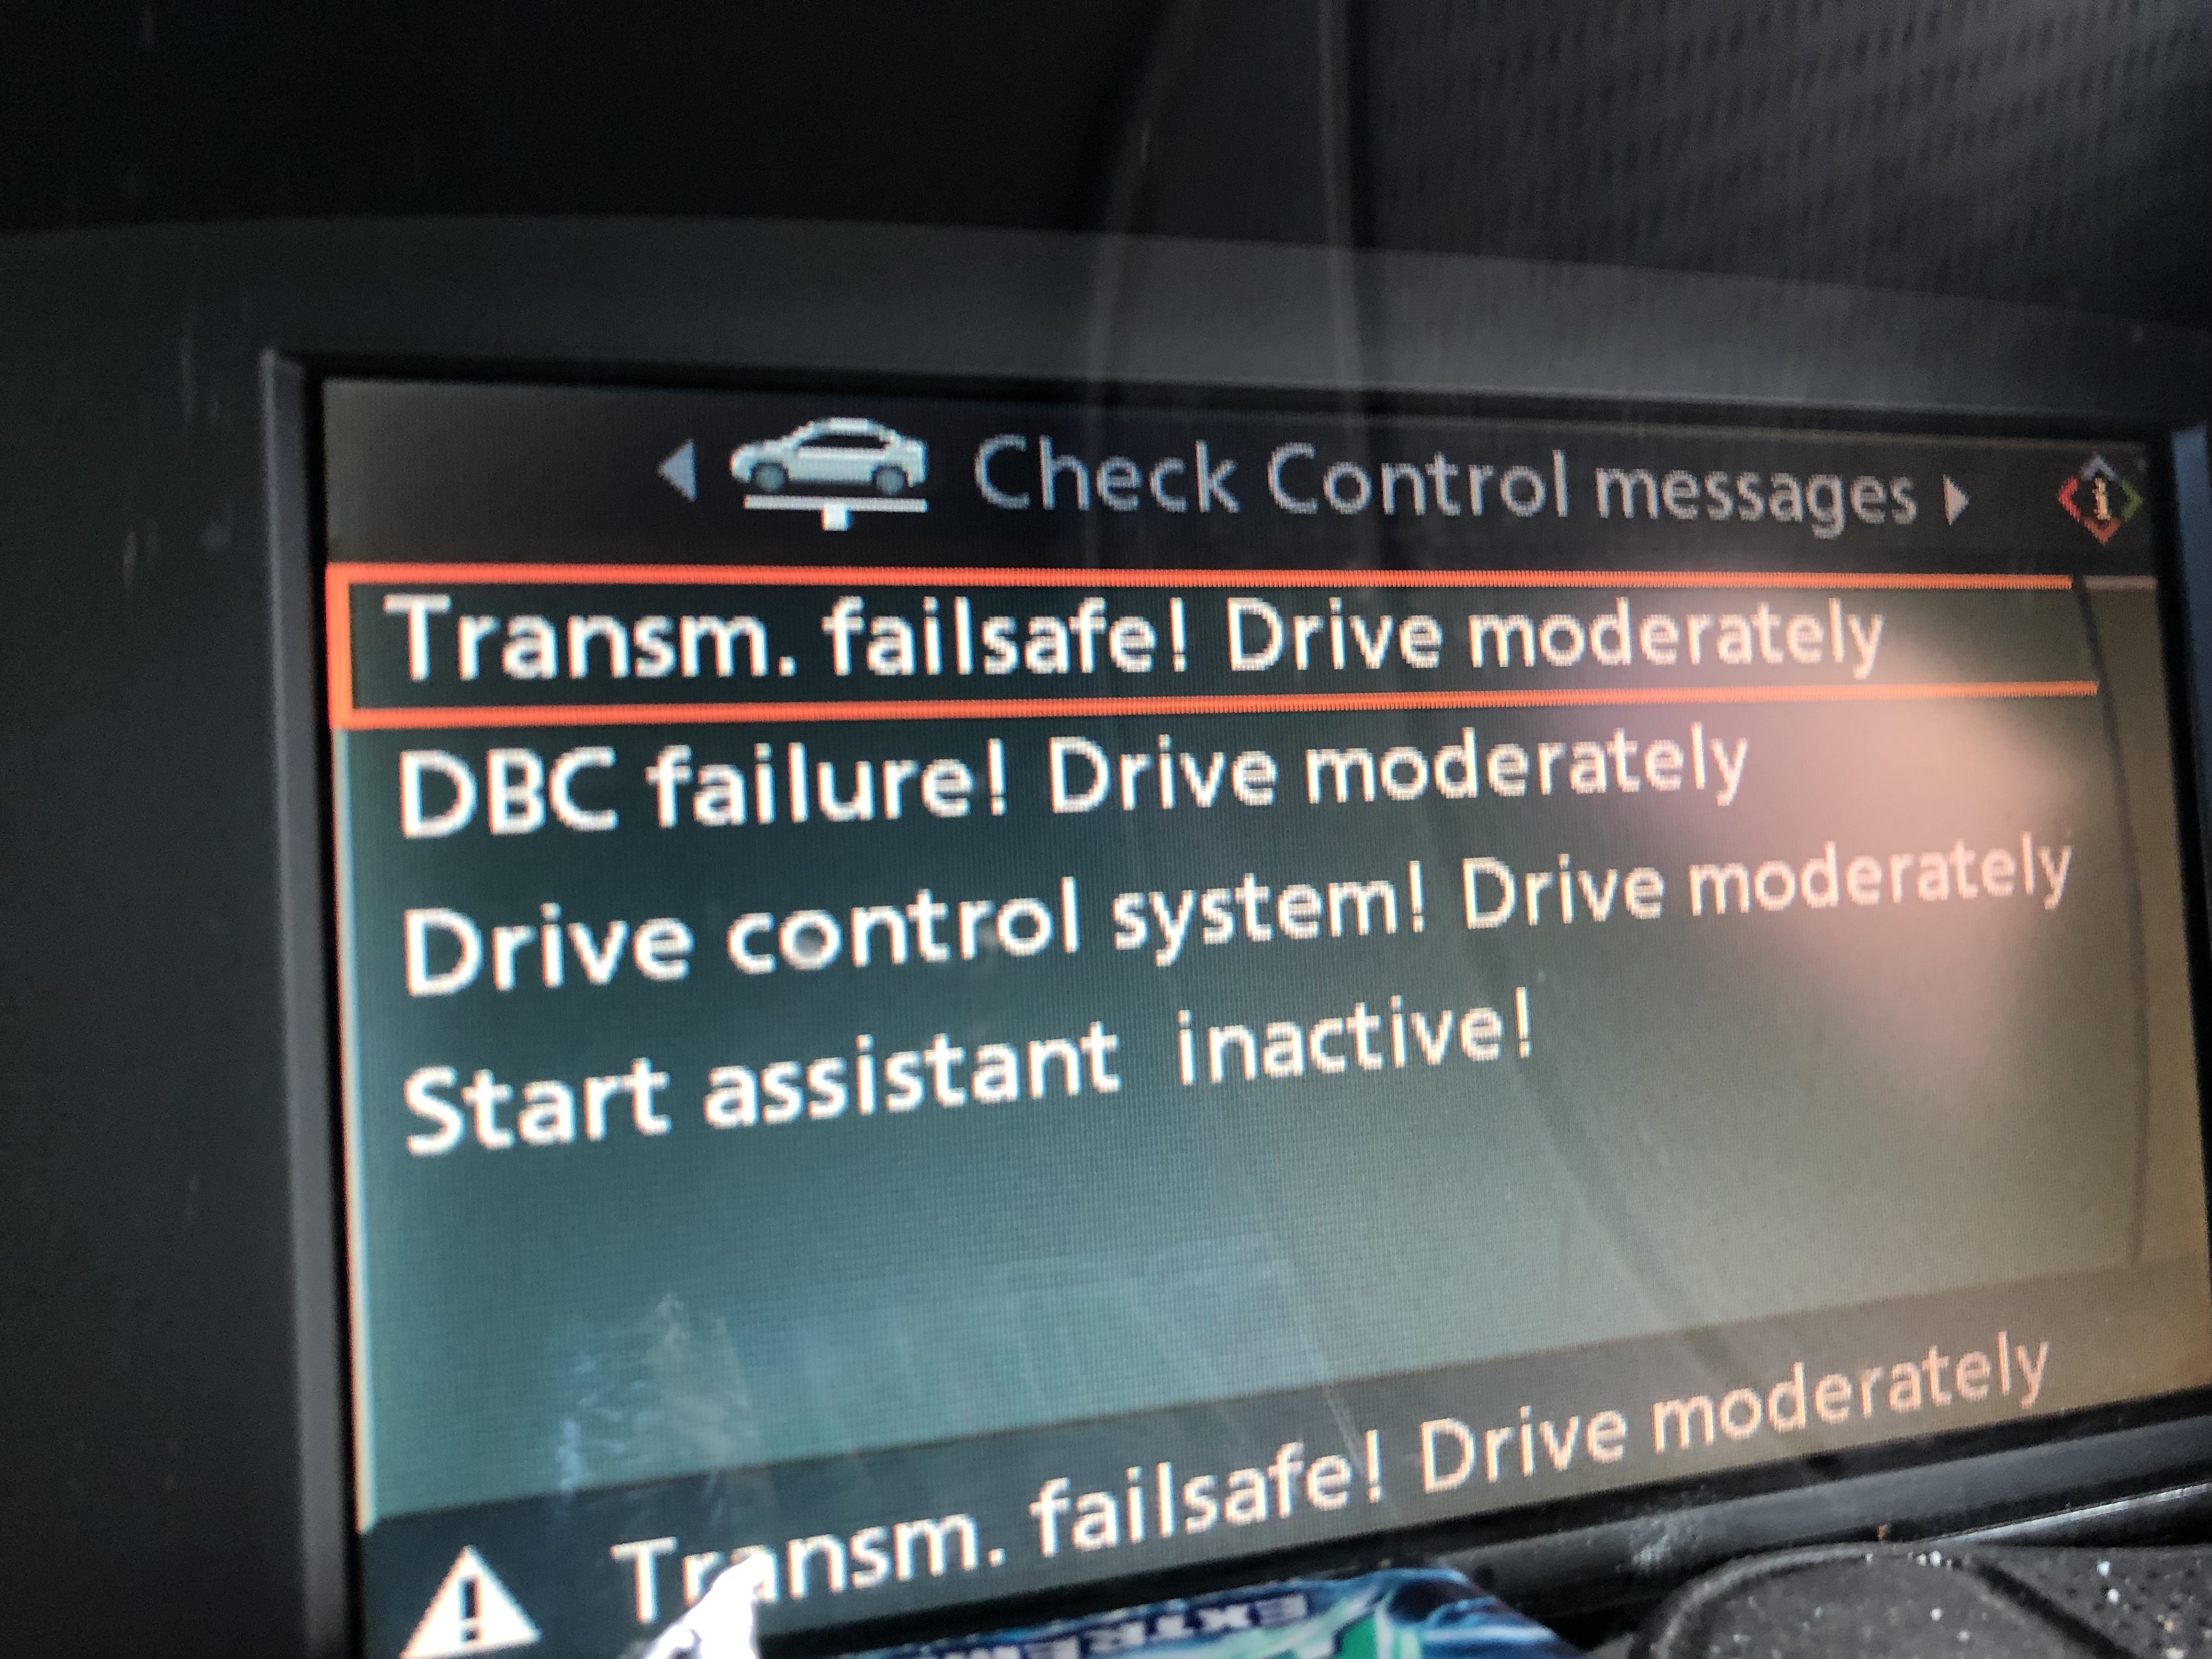 Check Control messages
Transm. failsafe! Drive moderately
DBC failure! Drive moderately
Drive control system! Drive moderately
Start assistant inactive!
Transm. failsafe! Drive moderately